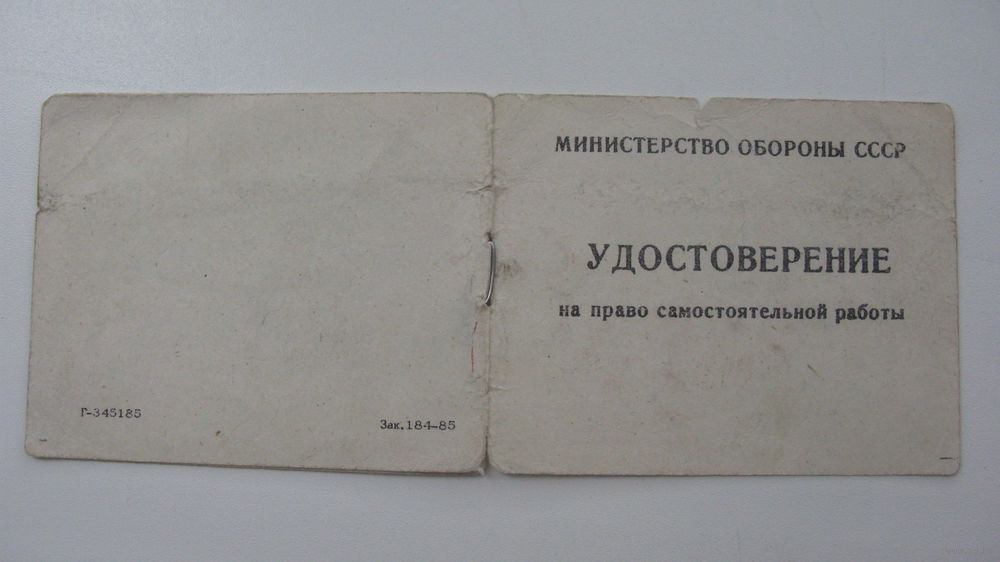 МИНИСТЕРСТВО ОБОРОНЫ СССР
УДОСТОВЕРЕНИЕ
на право самостоятельной работы
Г-345185
Зак.184-85